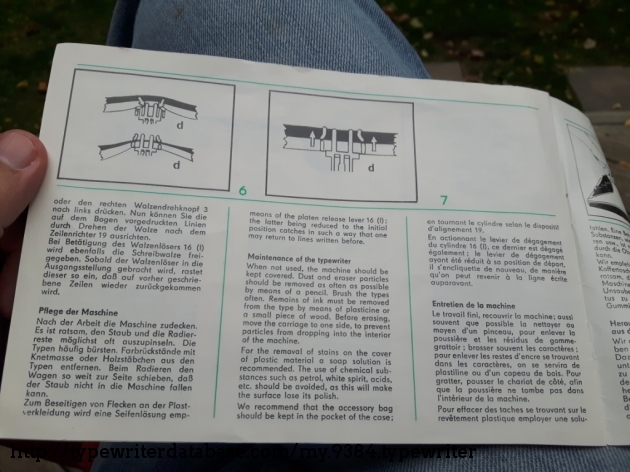 d
d
6
d
7
oder den rechten Walzendrehknopf 3
nach links drücken. Nun können Sie die
auf dem Bogen vorgedruckten Linien
durch Drehen der Walze nach dem
Zeilenrichter 19 ausrichten.
Bei Betätigung des Walzenlösers 16 (I)
wird ebenfalls die Schreibwalze frei-
gegeben. Sobald der Walzenlöser in die
Ausgangsstellung gebracht wird, rastet
dieser so ein, daß auf vorher geschrie-
bene Zeilen wieder zurückgekommen
wird.
Pflege der Maschine
Nach der Arbeit die Maschine zudecken.
Es ist ratsam, den Staub und die Radier-
reste möglichst oft auszupinseln. Die
Typen häufig bürsten. Farbrückstände mit
Knetmasse oder Holzstäbchen aus den
Typen entfernen. Beim Radieren den
Wagen so weit zur Seite schieben, daß
der Staub nicht in die Maschine fallen
kann.
Zum Beseitigen von Flecken an der Plast-
verkleidung wird eine Seifenlösung emp-
means of the platen release lever 16 (I);
the latter being reduced to the initial
position catches in such a way that one
may return to lines written before.
Maintenance of the typewriter
When not used, the machine should be
kept covered. Dust and eraser particles
should be removed as often as possible
by means of a pencil. Brush the types
often. Remains of ink must be removed
from the type by means of plasticine or
a small piece of wood. Before erasing,
move the carriage to one side, to prevent
particles from dropping into the interior
of the machine.
For the removal of stains on the cover
of plastic material a soap solution is
recommended. The use of chemical sub-
stances such as petrol, white spirit, acids,
etc. should be avoided, as this will make
the surface lose its polish.
We recommend that the accessory bag
should be kept in the pocket of the case;
en tournant le cylindre selon le dispositif
d'alignement 19.
En actionnant le levier de dégagement
du cylindre 16 (I), ce dernier est dégagé
également; le levier de dégagement
ayant été réduit à sa position de départ,
il s'encliquette de nouveau, de manière
qu'on peut revenir à la ligne écrite
auparavant.
Entretien de la machine
Le travail fini, recouvrir la machine; aussi
souvent que possible la nettoyer au
moyen d'un pinceau, pour enlever la
poussière et les résidus de gomme-
grattoir; brosser souvent les caractères;
pour enlever les restes d'encre se trouvant
dans les caractères, on se servira de
plastiline ou d'un copeau de bois. Pour
gratter, pousser le chariot de côté, afin
que la poussière ne tombe pas dans
l'intérieur de la machine.
Pour effacer des taches se trouvant sur le
revêtement plastique employer une solu-
http://typewriterdatabase.com/my.9384.typewriter